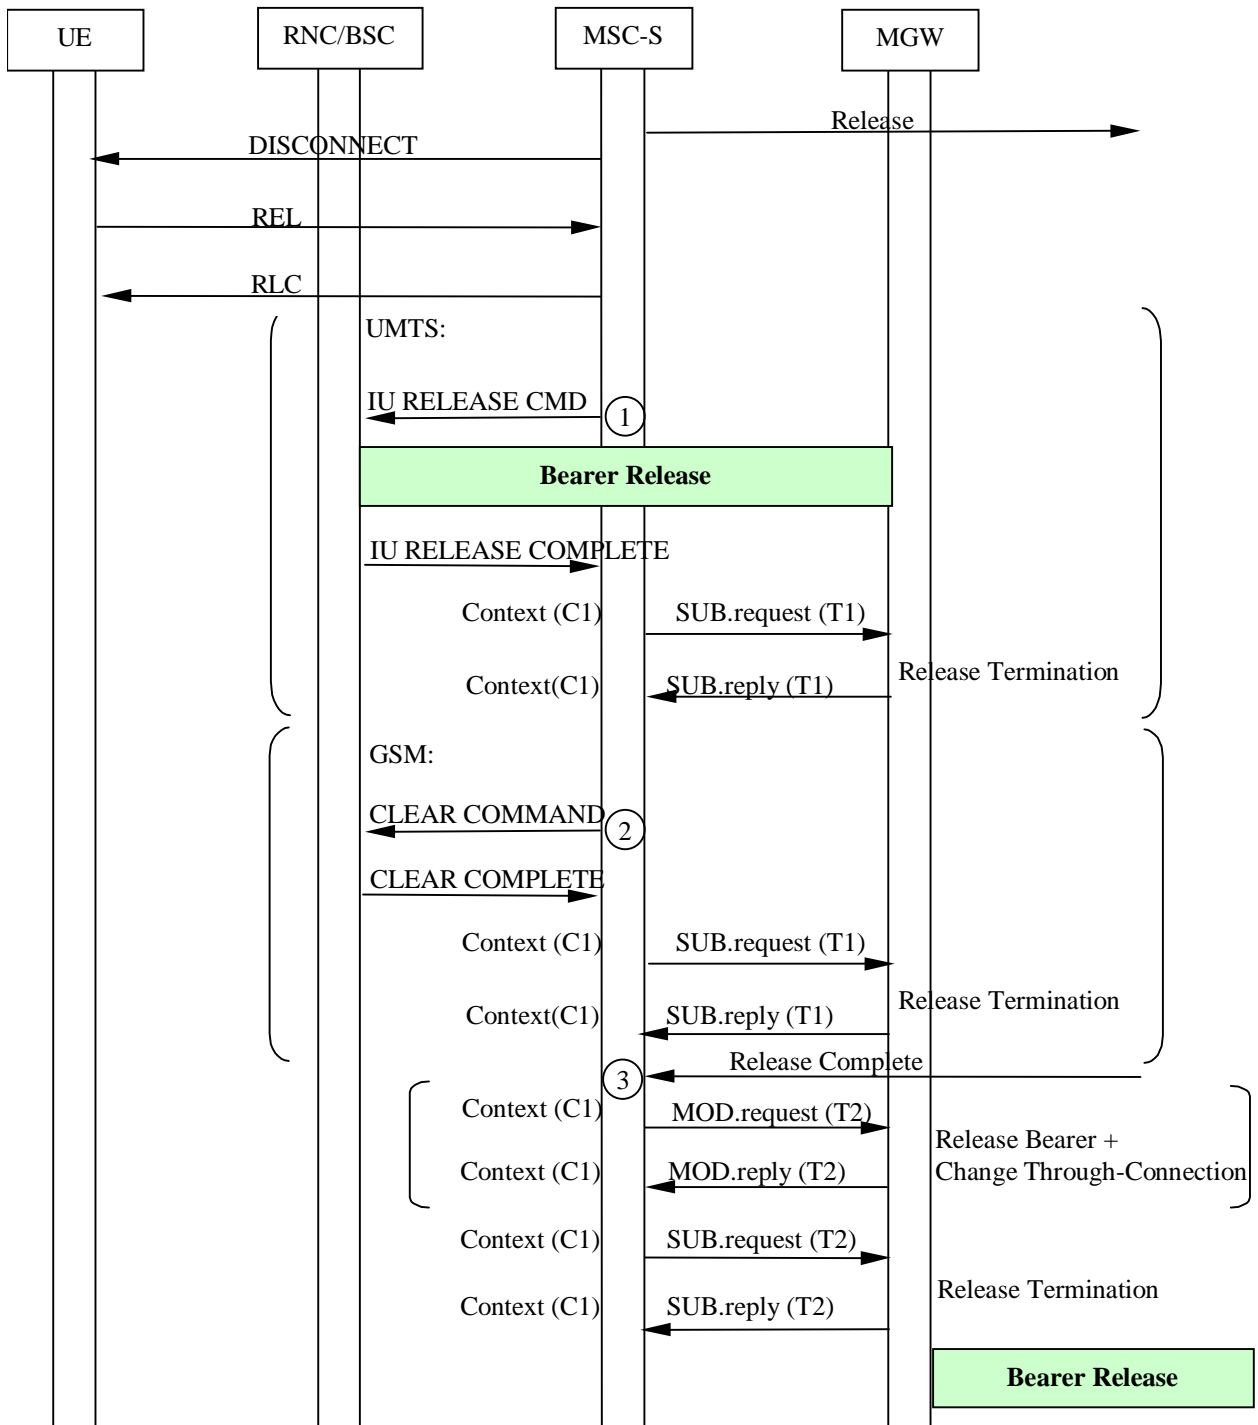 UE
RNC/BSC
MSC-S
MGW
Release
DISCONNECT
REL
RLC
UMTS:
IU RELEASE CMD
1
Bearer Release
IU RELEASE COMPLETE
Context (C1)
SUB.request (T1)
Release Termination
Context(C1)
SUB.reply (T1)
GSM:
CLEAR COMMAND
2
CLEAR COMPLETE
Context (C1)
SUB.request (T1)
Release Termination
Context(C1)
SUB.reply (T1)
Release Complete
3
Context (C1)
MOD.request (T2)
Release Bearer +
Change Through-Connection
Context (C1)
MOD.reply (T2)
Context (C1)
SUB.request (T2)
Release Termination
Context (C1)
SUB.reply (T2)
Bearer Release